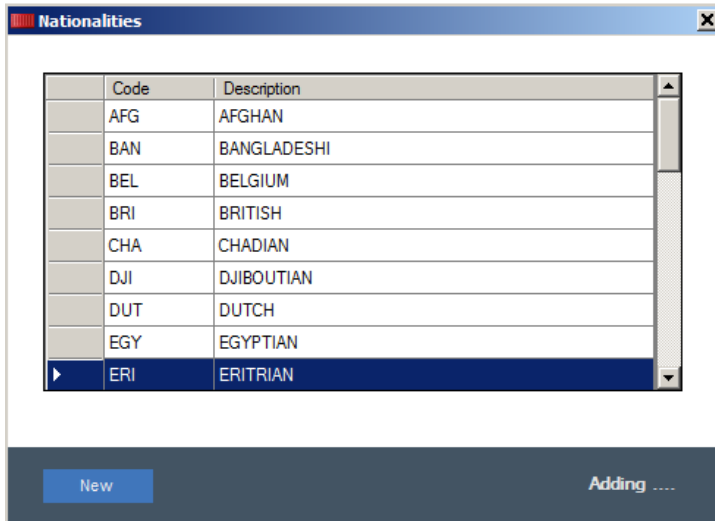 Nationalities
Code Description
AFG AFGHAN
BAN BANGLADESHI
BEL BELGIUM
BRI BRITISH
CHA CHADIAN
DJI DJIBOUTIAN
DUT DUTCH
EGY EGYPTIAN
ERI ERITRIAN
New Adding ....